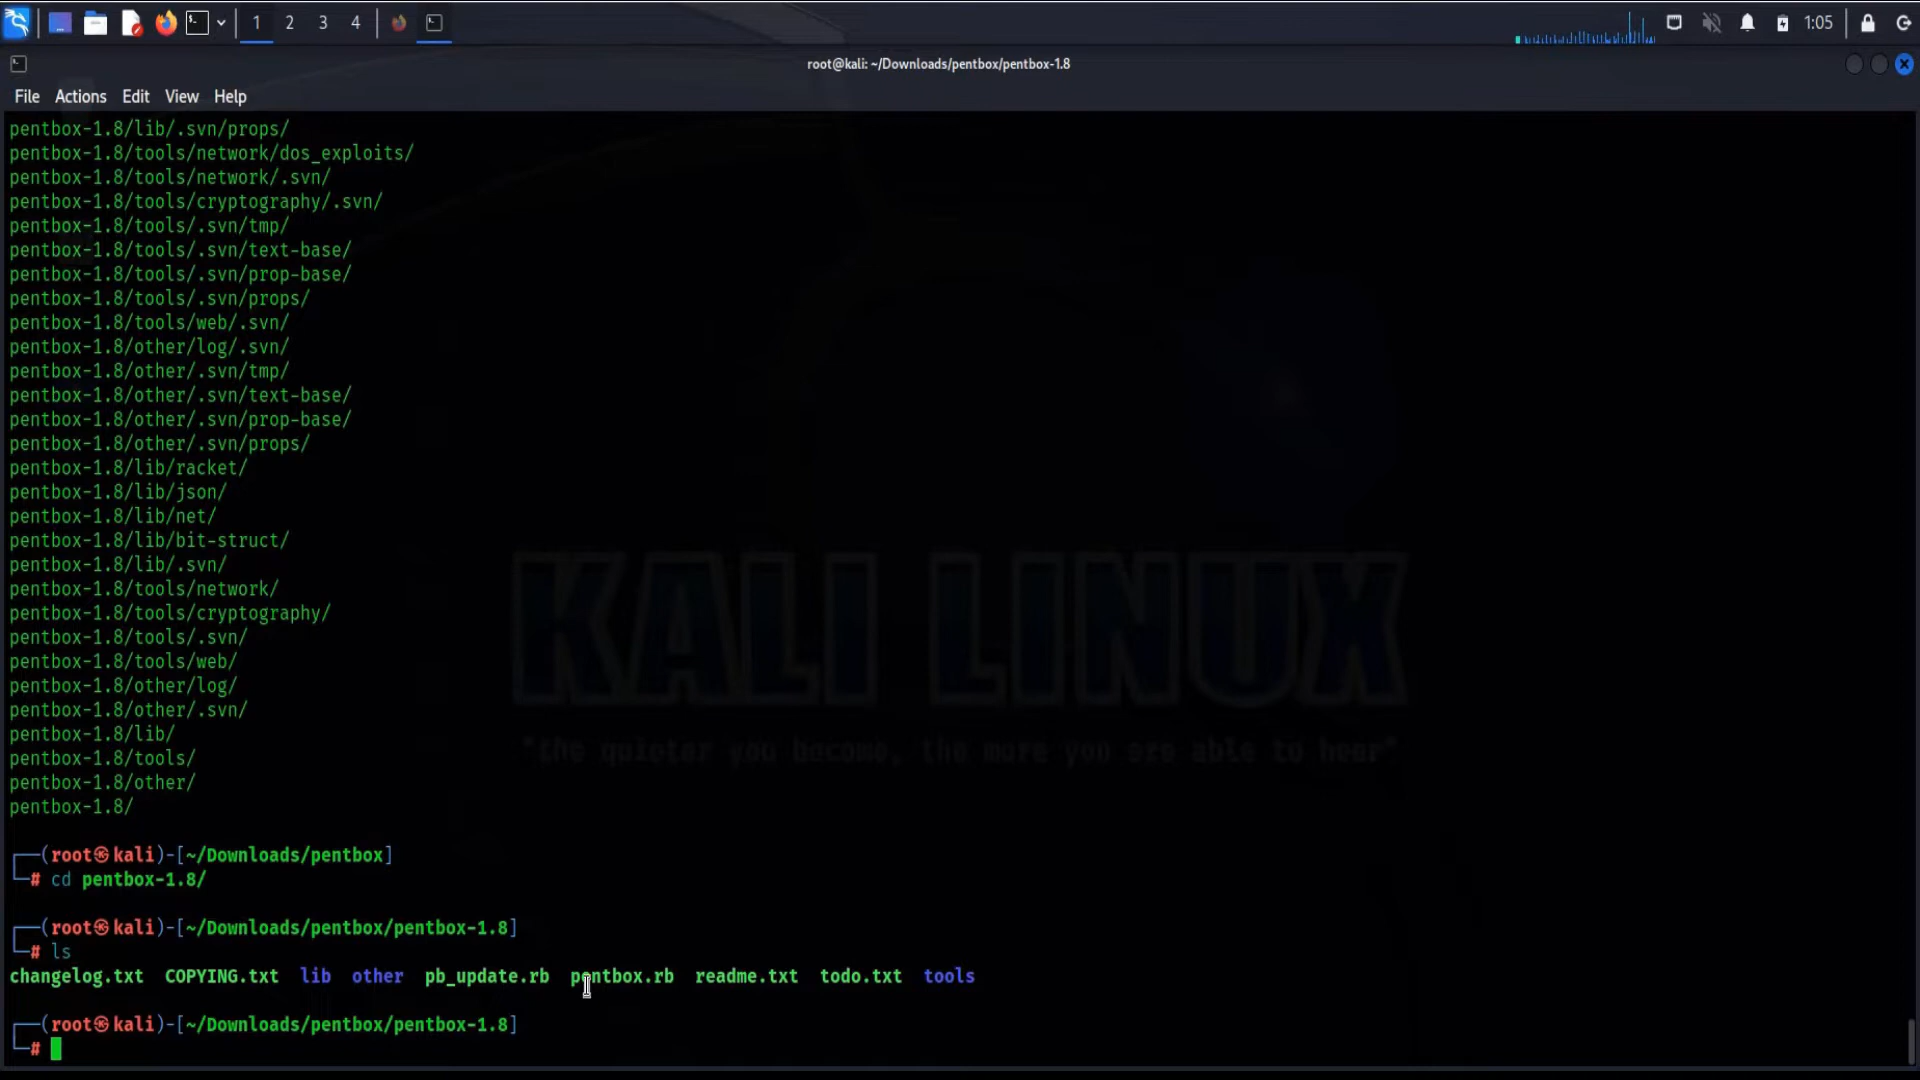 1 2 3 4 1:05
root@kali: ~/Downloads/pentbox/pentbox-1.8
File Actions Edit View Help
pentbox-1.8/lib/.svn/props/
pentbox-1.8/tools/network/dos_exploits/
pentbox-1.8/tools/network/.svn/
pentbox-1.8/tools/cryptography/.svn/
pentbox-1.8/tools/.svn/tmp/
pentbox-1.8/tools/.svn/text-base/
pentbox-1.8/tools/.svn/prop-base/
pentbox-1.8/tools/.svn/props/
pentbox-1.8/tools/web/.svn/
pentbox-1.8/other/log/.svn/
pentbox-1.8/other/.svn/tmp/
pentbox-1.8/other/.svn/text-base/
pentbox-1.8/other/.svn/prop-base/
pentbox-1.8/other/.svn/props/
pentbox-1.8/lib/racket/
pentbox-1.8/lib/json/
pentbox-1.8/lib/net/
pentbox-1.8/lib/bit-struct/
pentbox-1.8/lib/.svn/
pentbox-1.8/tools/network/
pentbox-1.8/tools/cryptography/
pentbox-1.8/tools/.svn/
pentbox-1.8/tools/web/
pentbox-1.8/other/log/
pentbox-1.8/other/.svn/
pentbox-1.8/lib/
pentbox-1.8/tools/
pentbox-1.8/other/
pentbox-1.8/
KALI LINUX
"the quieter you become, the more you are able to hear"
┌──(root㉿kali)-[~/Downloads/pentbox]
└─# cd pentbox-1.8/
┌──(root㉿kali)-[~/Downloads/pentbox/pentbox-1.8]
└─# ls
changelog.txt COPYING.txt lib other pb_update.rb pentbox.rb readme.txt todo.txt tools
┌──(root㉿kali)-[~/Downloads/pentbox/pentbox-1.8]
└─#